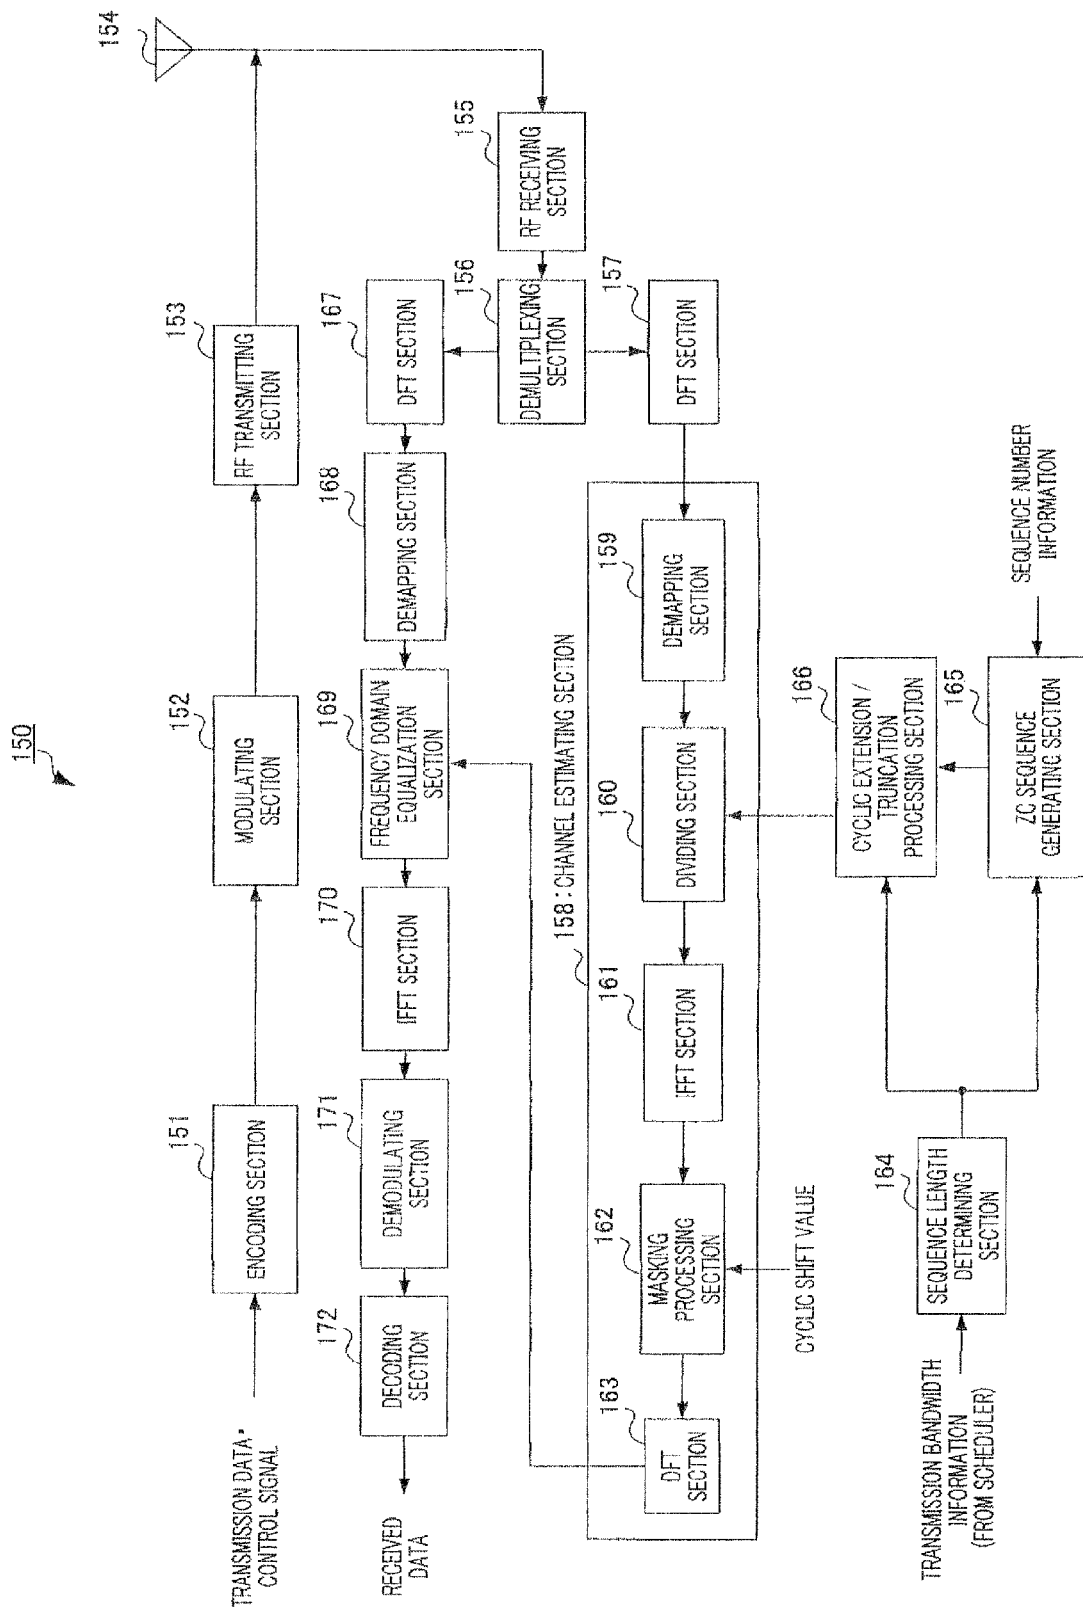 150
154
TRANSMISSION DATA •
CONTROL SIGNAL
151
ENCODING SECTION
152
MODULATING
SECTION
153
RF TRANSMITTING
SECTION
155
RF RECEIVING
SECTION
156
DEMULTIPLEXING
SECTION
157
DFT SECTION
167
DFT SECTION
168
DEMAPPING SECTION
169
FREQUENCY DOMAIN
EQUALIZATION
SECTION
170
IFFT SECTION
171
DEMODULATING
SECTION
172
DECODING
SECTION
RECEIVED
DATA
158 : CHANNEL ESTIMATING SECTION
159
DEMAPPING
SECTION
160
DIVIDING SECTION
161
IFFT SECTION
162
MASKING
PROCESSING
SECTION
163
DFT
SECTION
CYCLIC SHIFT VALUE
166
CYCLIC EXTENSION /
TRUNCATION
PROCESSING SECTION
165
ZC SEQUENCE
GENERATING SECTION
SEQUENCE NUMBER
INFORMATION
164
SEQUENCE LENGTH
DETERMINING
SECTION
TRANSMISSION BANDWIDTH
INFORMATION
(FROM SCHEDULER)